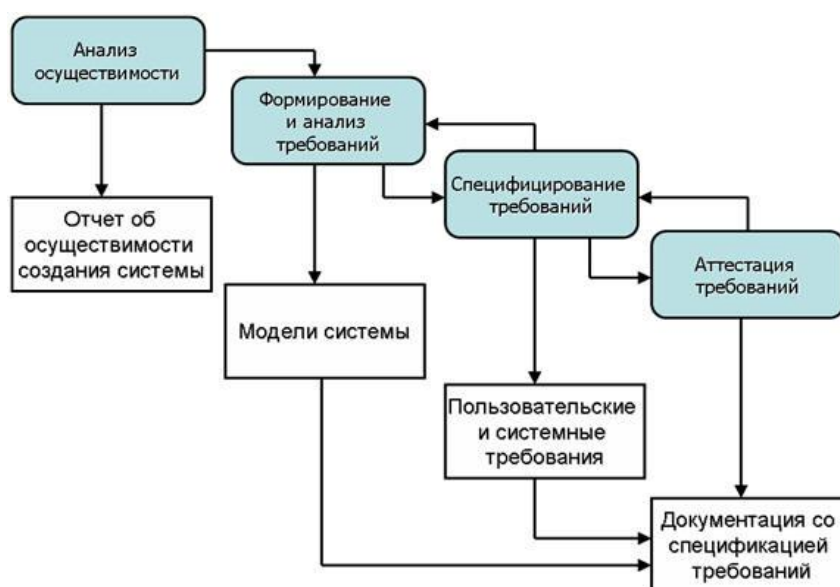 Анализ
осуществимости
Формирование
и анализ
требований
Специфицирование
требований
Отчет об
осуществимости
создания системы
Аттестация
требований
Модели системы
Пользовательские
и системные
требования
Документация со
спецификацией
требований